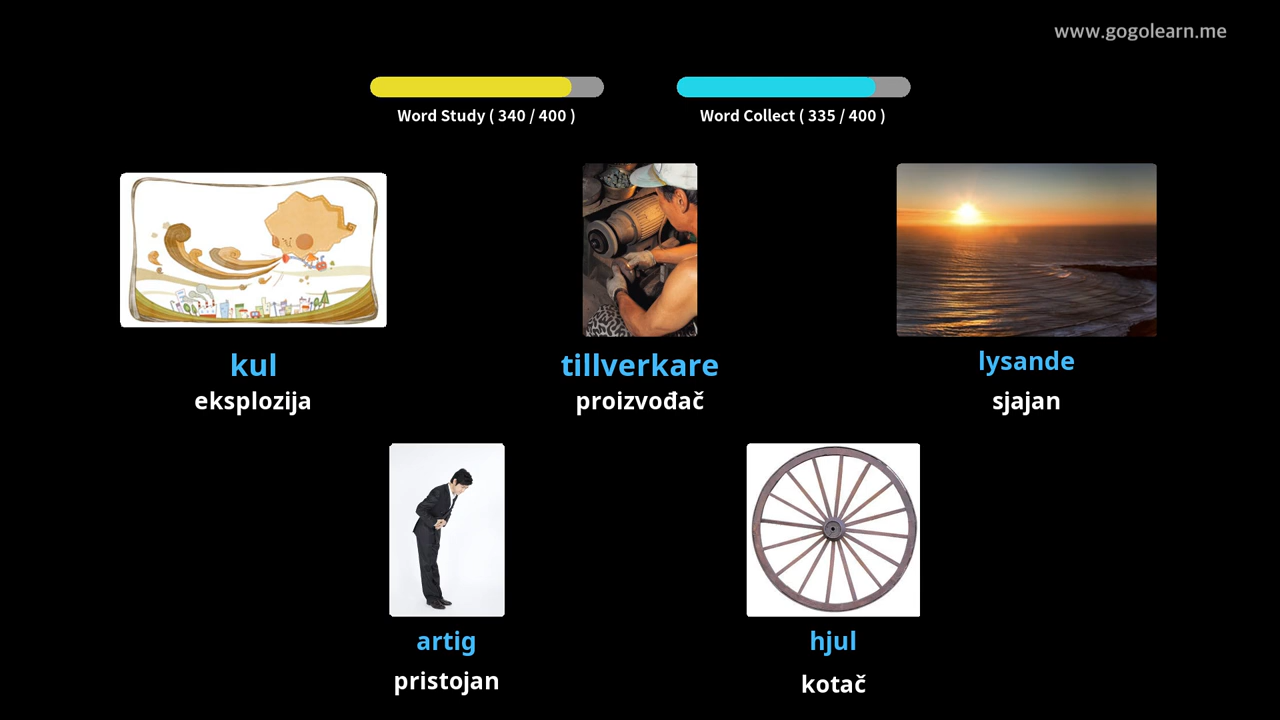 www.gogolearn.me
Word Study ( 340 / 400 )
Word Collect ( 335 / 400 )
kul
eksplozija
tillverkare
proizvođač
lysande
sjajan
artig
pristojan
hjul
kotač